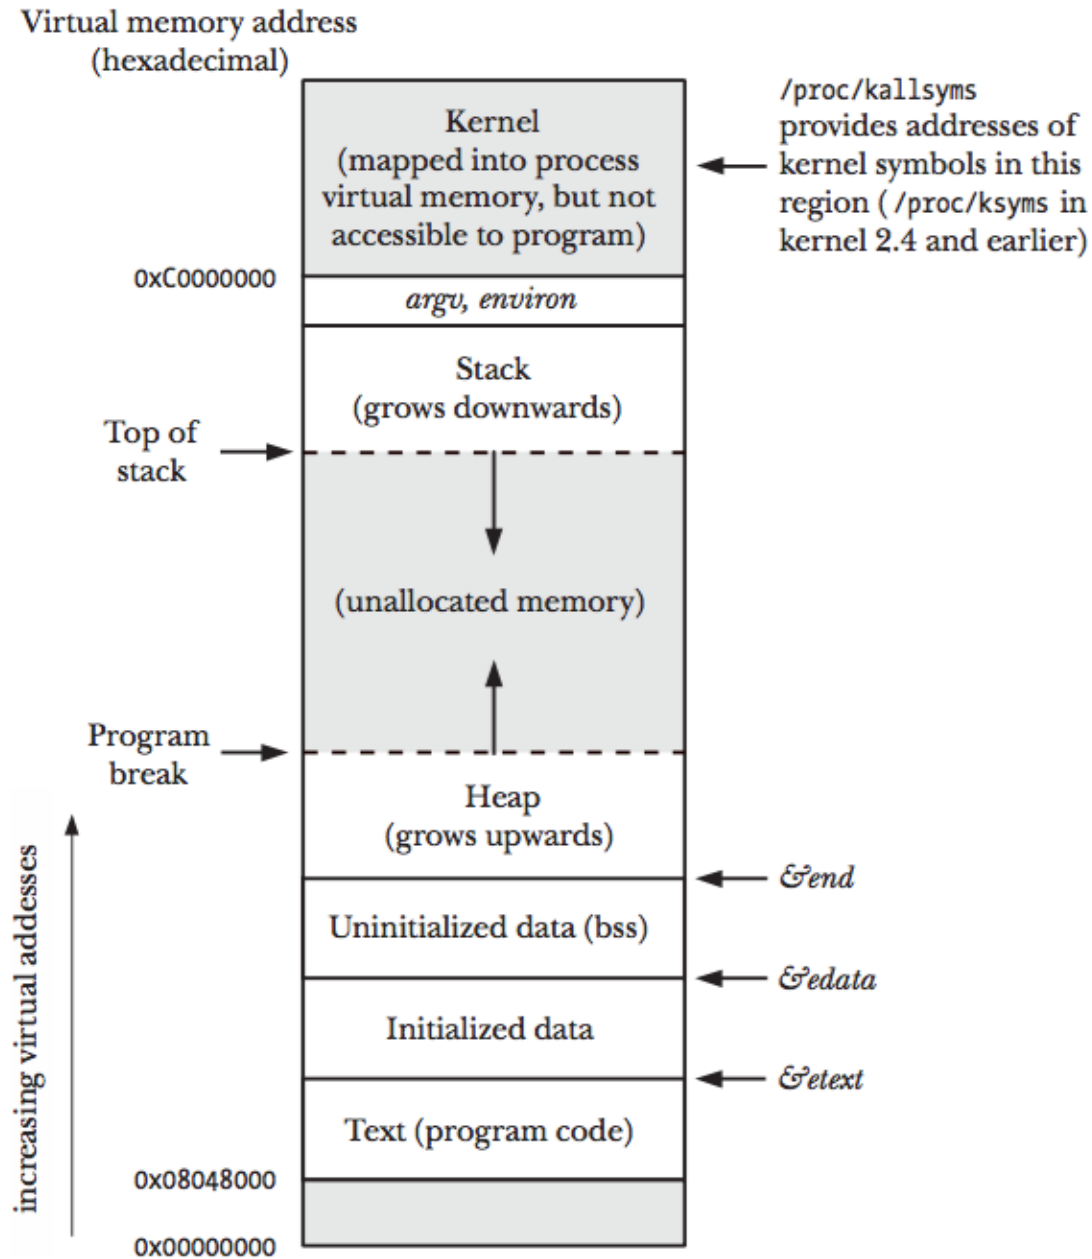 Virtual memory address
(hexadecimal)
Kernel
(mapped into process
virtual memory, but not
accessible to program)
/proc/kallsyms
provides addresses of
kernel symbols in this
region (/proc/ksyms in
kernel 2.4 and earlier)
0xC0000000
argv, environ
Stack
(grows downwards)
Top of
stack
(unallocated memory)
Program
break
Heap
(grows upwards)
&end
Uninitialized data (bss)
&edata
Initialized data
&etext
Text (program code)
0x08048000
0x00000000
increasing virtual addesses